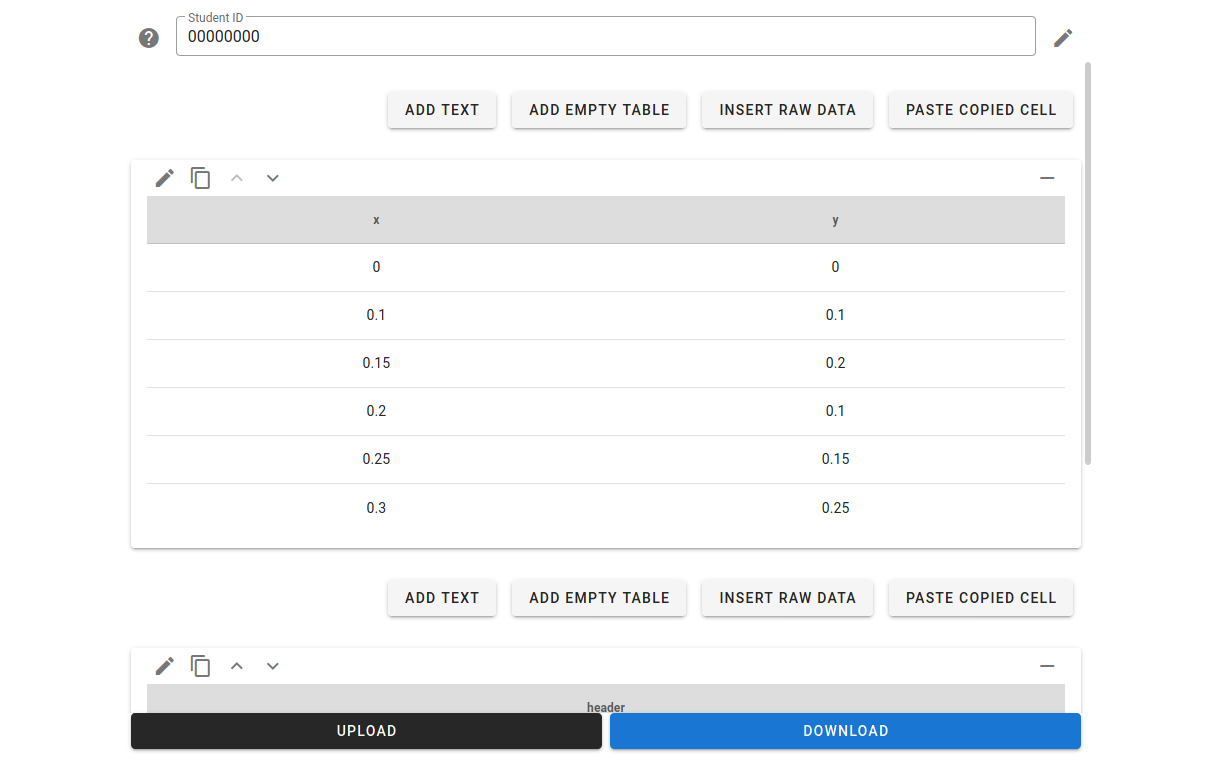 Student ID
00000000
ADD TEXT ADD EMPTY TABLE INSERT RAW DATA PASTE COPIED CELL
x y
0 0
0.1 0.1
0.15 0.2
0.2 0.1
0.25 0.15
0.3 0.25
ADD TEXT ADD EMPTY TABLE INSERT RAW DATA PASTE COPIED CELL
header
UPLOAD DOWNLOAD